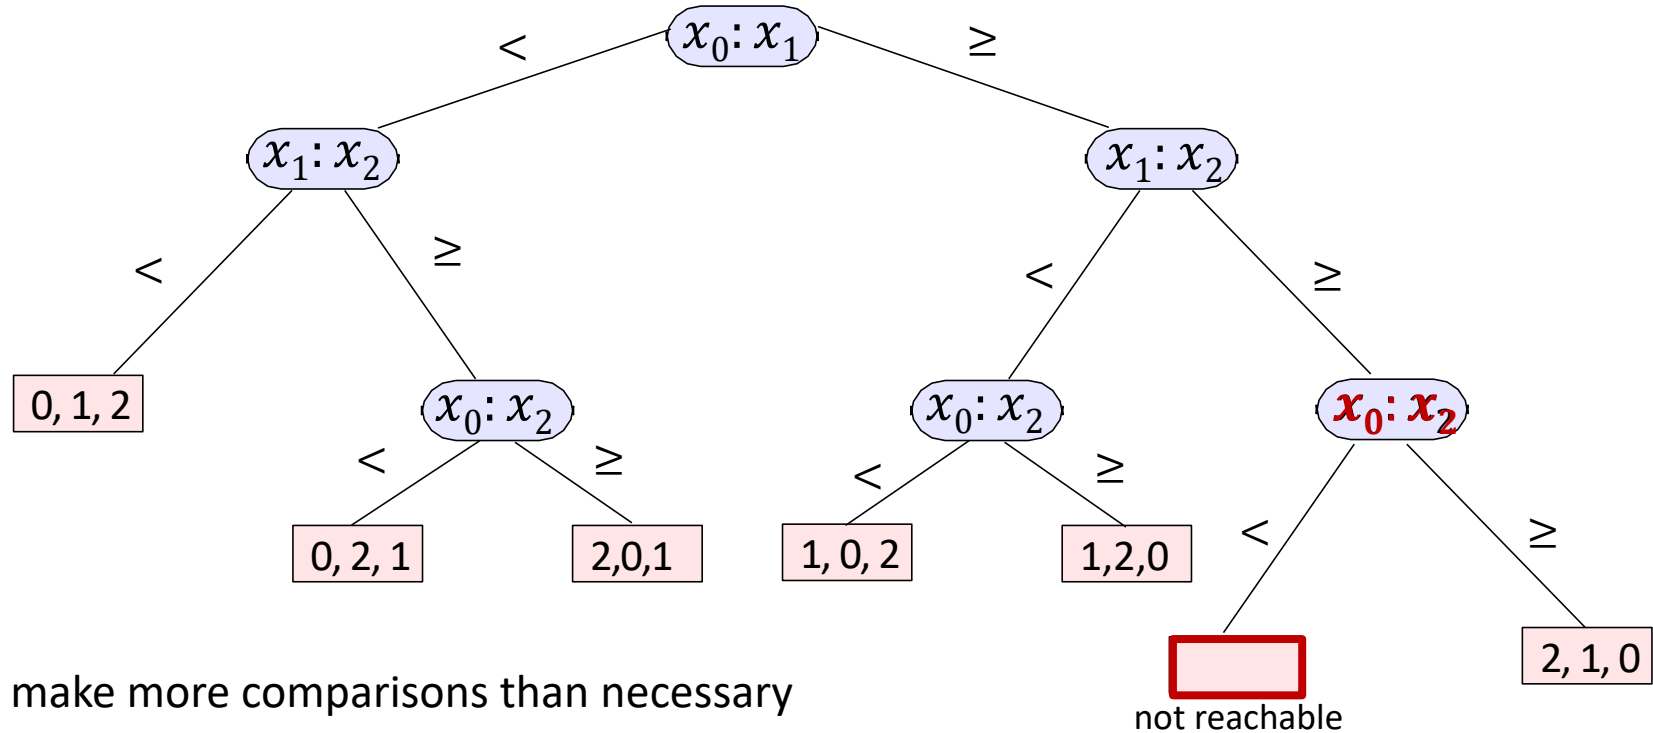 x₀: x₁
<
≥
x₁: x₂
x₁: x₂
<
≥
<
≥
0, 1, 2
x₀: x₂
x₀: x₂
x₀: x₂
<
≥
<
≥
<
≥
0, 2, 1
2,0,1
1, 0, 2
1,2,0
2, 1, 0
make more comparisons than necessary
not reachable